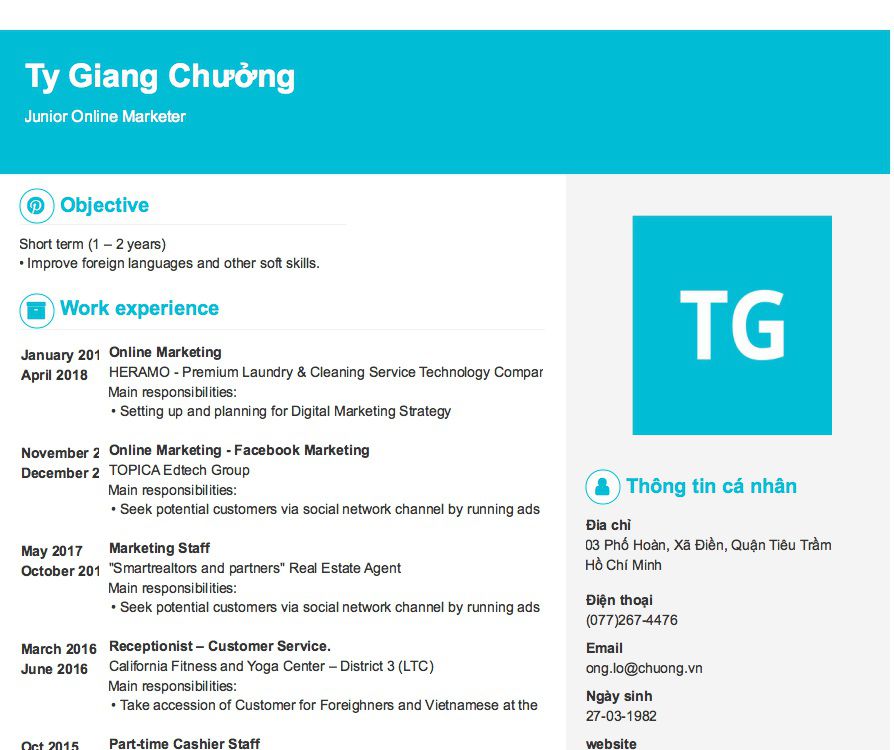 Ty Giang Chưởng
Junior Online Marketer
Objective
Short term (1 – 2 years)
• Improve foreign languages and other soft skills.
Work experience
January 201
April 2018
Online Marketing
HERAMO - Premium Laundry & Cleaning Service Technology Compan
Main responsibilities:
• Setting up and planning for Digital Marketing Strategy
November 2
December 2
Online Marketing - Facebook Marketing
TOPICA Edtech Group
Main responsibilities:
• Seek potential customers via social network channel by running ads
May 2017
October 201
Marketing Staff
"Smartrealtors and partners" Real Estate Agent
Main responsibilities:
• Seek potential customers via social network channel by running ads
March 2016
June 2016
Receptionist – Customer Service.
California Fitness and Yoga Center – District 3 (LTC)
Main responsibilities:
• Take accession of Customer for Foreighners and Vietnamese at the
Oct 2015
Part-time Cashier Staff
TG
Thông tin cá nhân
Địa chỉ
03 Phố Hoàn, Xã Điền, Quận Tiêu Trầm
Hồ Chí Minh
Điện thoại
(077)267-4476
Email
ong.lo@chuong.vn
Ngày sinh
27-03-1982
website